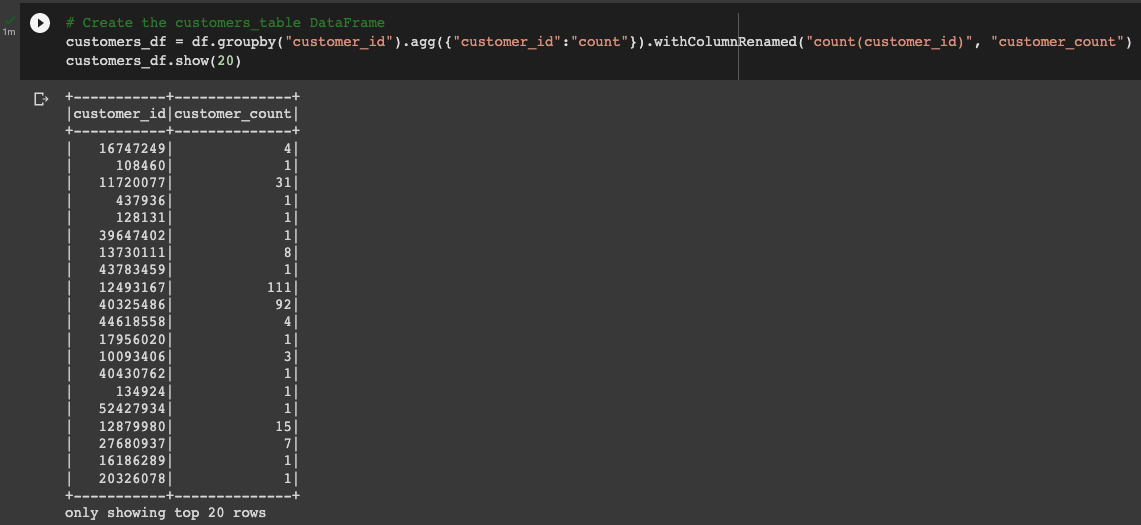 # Create the customers_table DataFrame
customers_df = df.groupby("customer_id").agg({"customer_id":"count"}).withColumnRenamed("count(customer_id)", "customer_count")
customers_df.show(20)
1m
+-----------+--------------+
|customer_id|customer_count|
+-----------+--------------+
|   16747249|             4|
|     108460|             1|
|   11720077|            31|
|     437936|             1|
|     128131|             1|
|   39647402|             1|
|   13730111|             8|
|   43783459|             1|
|   12493167|           111|
|   40325486|            92|
|   44618558|             4|
|   17956020|             1|
|   10093406|             3|
|   40430762|             1|
|     134924|             1|
|   52427934|             1|
|   12879980|            15|
|   27680937|             7|
|   16186289|             1|
|   20326078|             1|
+-----------+--------------+
only showing top 20 rows